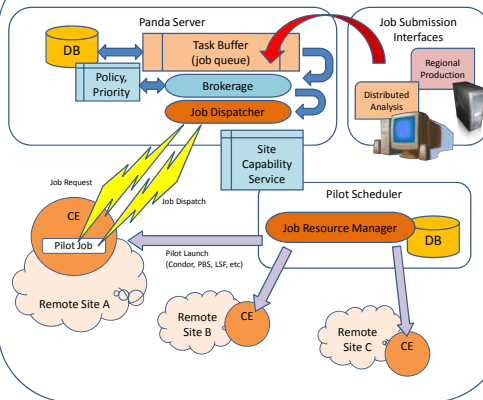 Panda Server
Job Submission
Interfaces
DB
Task Buffer
(job queue)
Regional
Production
Policy,
Priority
Brokerage
Distributed
Analysis
Job Dispatcher
Site
Capability
Service
Job Request
Job Dispatch
Pilot Scheduler
CE
Pilot Job
Job Resource Manager
DB
Pilot Launch
(Condor, PBS, LSF, etc)
Remote Site A
Remote
Site B
CE
Remote
Site C
CE